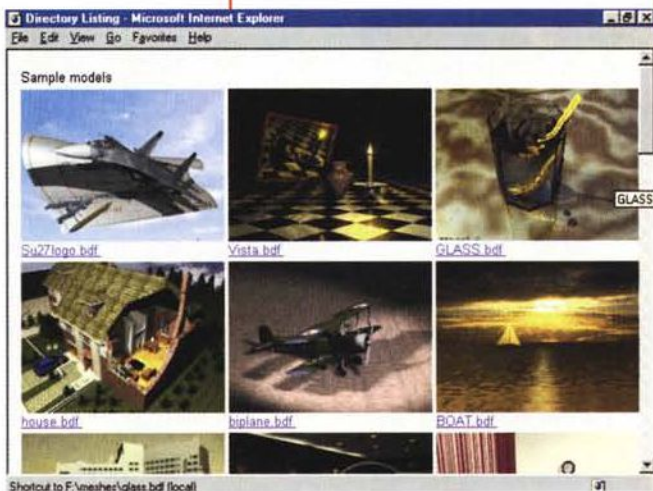 Directory Listing - Microsoft Internet Explorer
File Edit View Go Favorites Help
Sample models
GLASS
Su27logo.bdf Vista.bdf GLASS.bdf
house.bdf biplane.bdf BOAT.bdf
Shortcut to F:\meshes\glass.bdf (local)